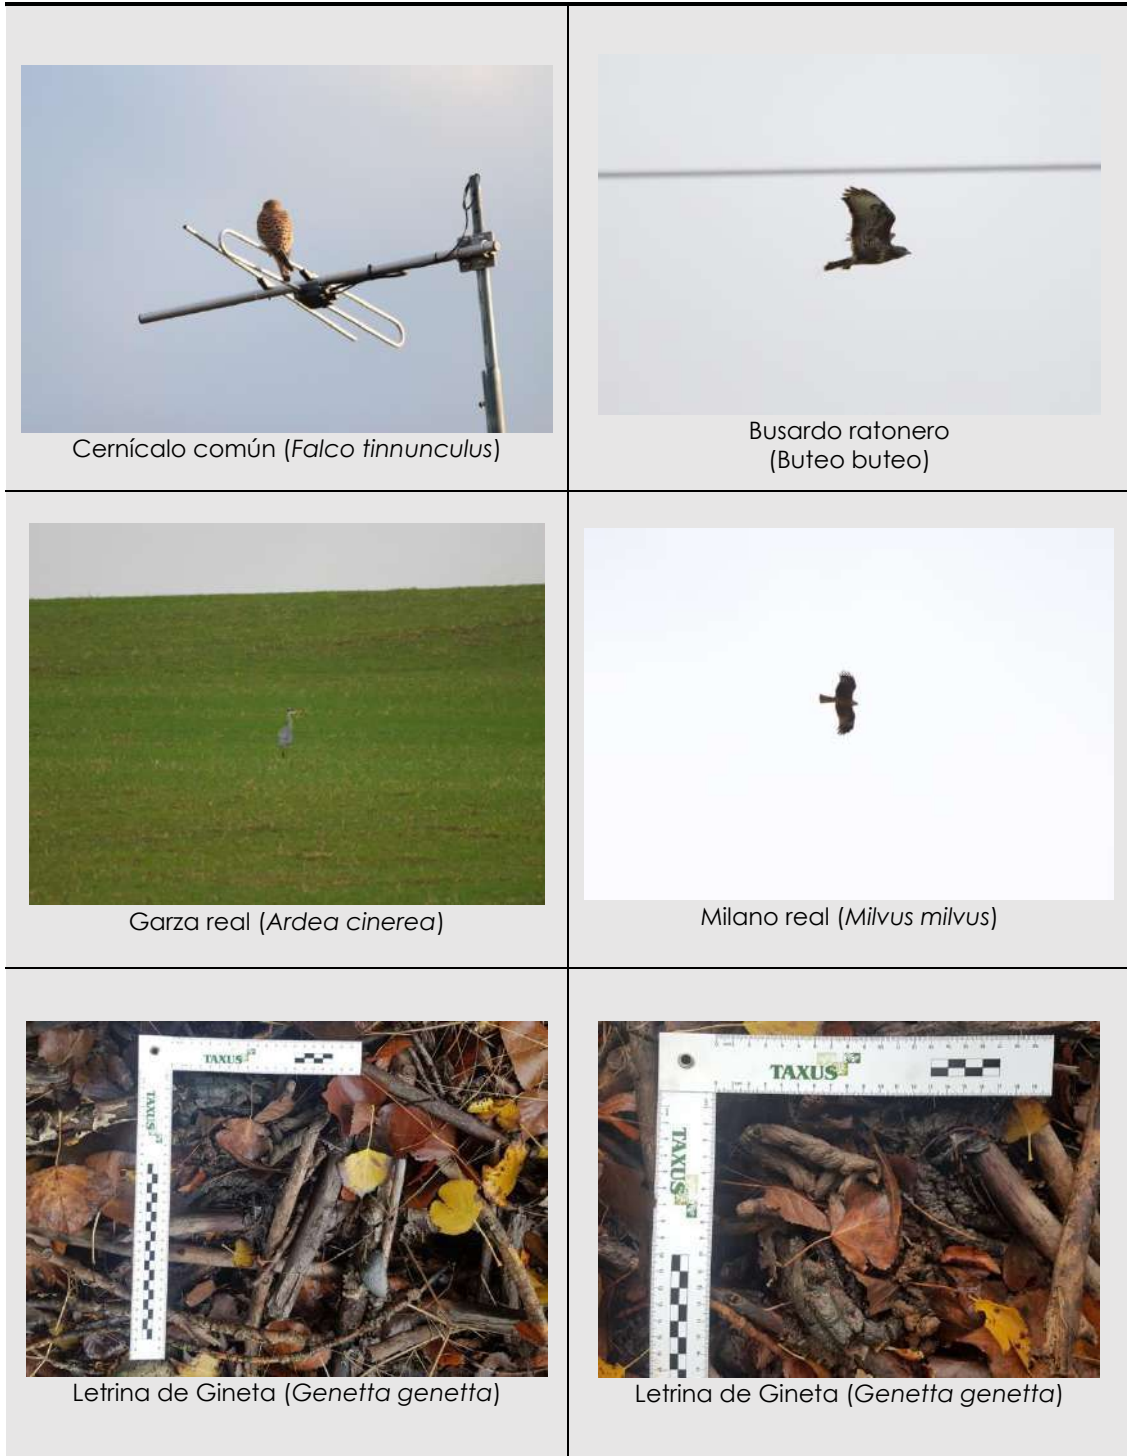 Cernícalo común (Falco tinnunculus)
Busardo ratonero
(Buteo buteo)
Garza real (Ardea cinerea)
Milano real (Milvus milvus)
TAXUS
TAXUS
TAXUS
TAXUS
Letrina de Gineta (Genetta genetta)
Letrina de Gineta (Genetta genetta)